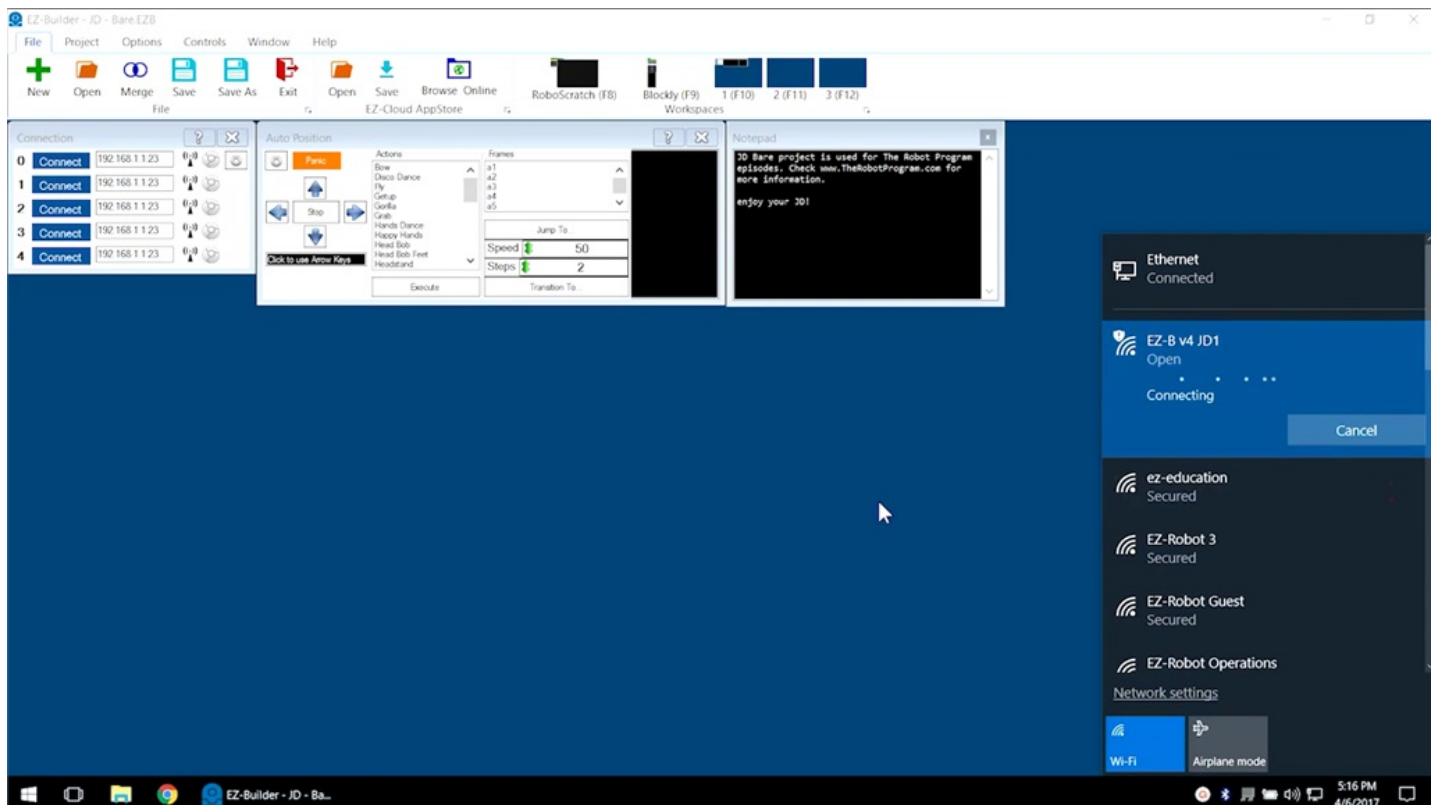 EZ-Builder - JD - Bare.EZB
File Project Options Controls Window Help
New Open Merge Save Save As Exit Open Save Browse Online RoboScratch (F8) Blockly (F9) 1 (F10) 2 (F11) 3 (F12)
File EZ-Cloud AppStore Workspaces
Connection
0 Connect 192.168.1.1:23
1 Connect 192.168.1.1:23
2 Connect 192.168.1.1:23
3 Connect 192.168.1.1:23
4 Connect 192.168.1.1:23
Auto Position
Panic
Stop
Click to use Arrow Keys
Actions
Bow
Disco Dance
Fly
Getup
Gorilla
Grab
Hands Dance
Happy Hands
Head Bob
Head Bob Feet
Headstand
Execute
Frames
a1
a2
a3
a4
a5
Jump To...
Speed 50
Steps 2
Transition To...
Notepad
JD Bare project is used for The Robot Program
episodes. Check www.TheRobotProgram.com for
more information.
enjoy your JD!
Ethernet
Connected
EZ-B v4 JD1
Open
Connecting
Cancel
ez-education
Secured
EZ-Robot 3
Secured
EZ-Robot Guest
Secured
EZ-Robot Operations
Network settings
Wi-Fi Airplane mode
EZ-Builder - JD - Ba...
5:16 PM
4/6/2017